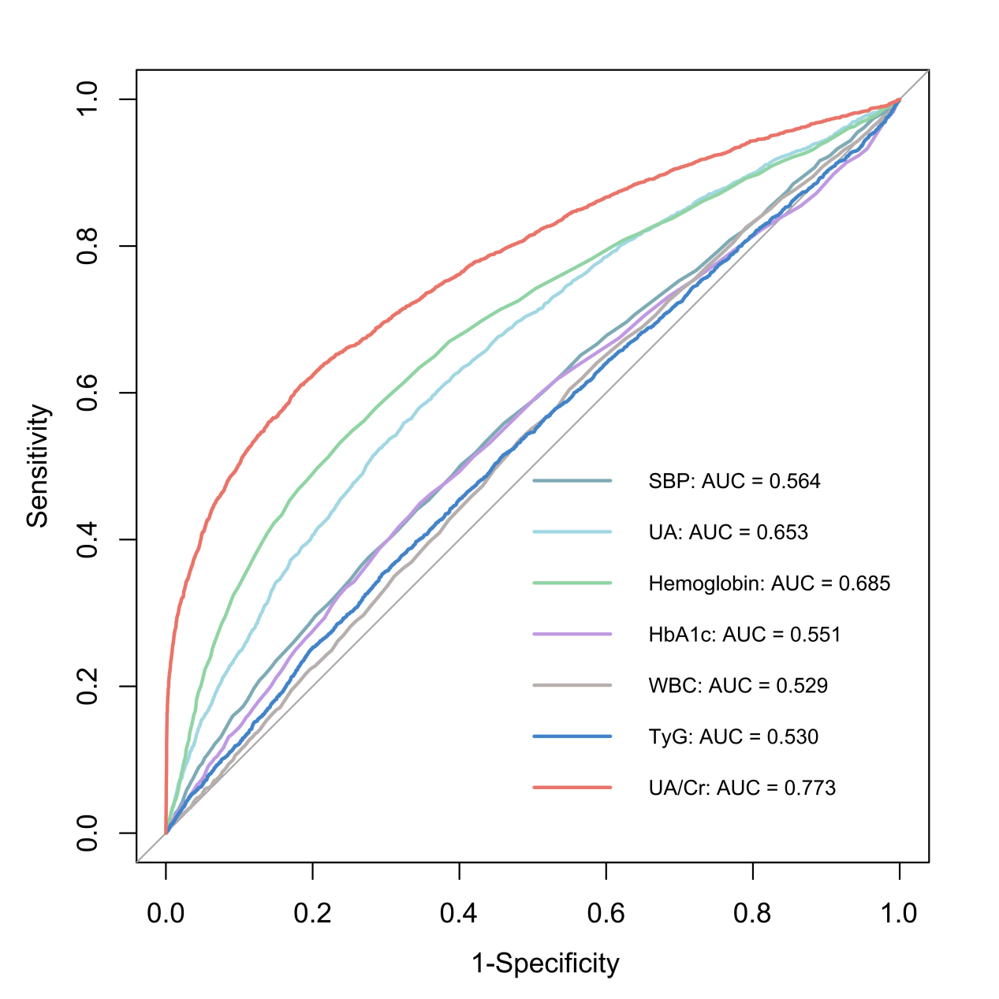 1.0
0.8
0.6
0.4
0.2
0.0
Sensitivity
SBP: AUC = 0.564
UA: AUC = 0.653
Hemoglobin: AUC = 0.685
HbA1c: AUC = 0.551
WBC: AUC = 0.529
TyG: AUC = 0.530
UA/Cr: AUC = 0.773
0.0 0.2 0.4 0.6 0.8 1.0
1-Specificity